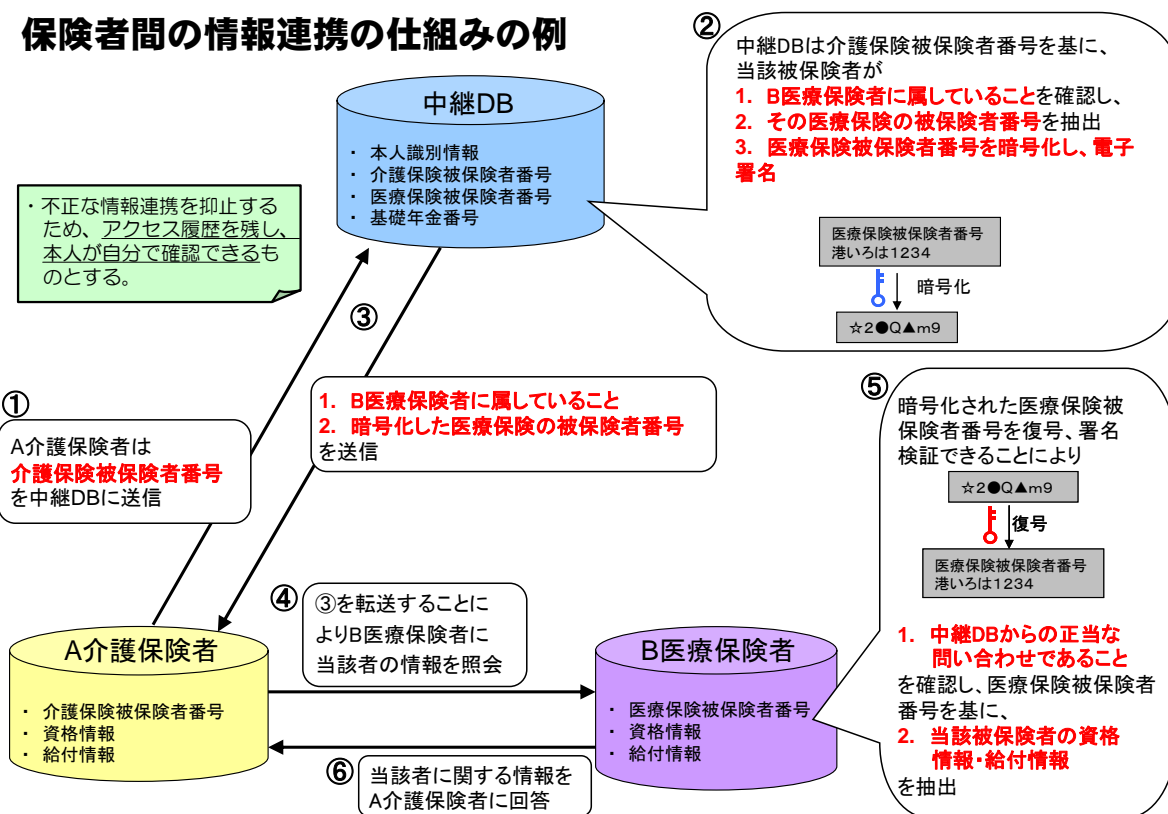 保険者間の情報連携の仕組みの例
②
中継DBは介護保険被保険者番号を基に、
当該被保険者が
1. B医療保険者に属していることを確認し、
2. その医療保険の被保険者番号を抽出
3. 医療保険被保険者番号を暗号化し、電子
署名
医療保険被保険者番号
港いろは1234
暗号化
☆2●Q▲m9
中継DB
・ 本人識別情報
・ 介護保険被保険者番号
・ 医療保険被保険者番号
・ 基礎年金番号
・不正な情報連携を抑止する
ため、アクセス履歴を残し、
本人が自分で確認できるも
のとする。
③
1. B医療保険者に属していること
2. 暗号化した医療保険の被保険者番号
を送信
①
A介護保険者は
介護保険被保険者番号
を中継DBに送信
⑤
暗号化された医療保険被
保険者番号を復号、署名
検証できることにより
☆2●Q▲m9
復号
医療保険被保険者番号
港いろは1234
1. 中継DBからの正当な
問い合わせであること
を確認し、医療保険被保険者
番号を基に、
2. 当該被保険者の資格
情報・給付情報
を抽出
④
③を転送することに
よりB医療保険者に
当該者の情報を照会
A介護保険者
・ 介護保険被保険者番号
・ 資格情報
・ 給付情報
B医療保険者
・ 医療保険被保険者番号
・ 資格情報
・ 給付情報
⑥
当該者に関する情報を
A介護保険者に回答